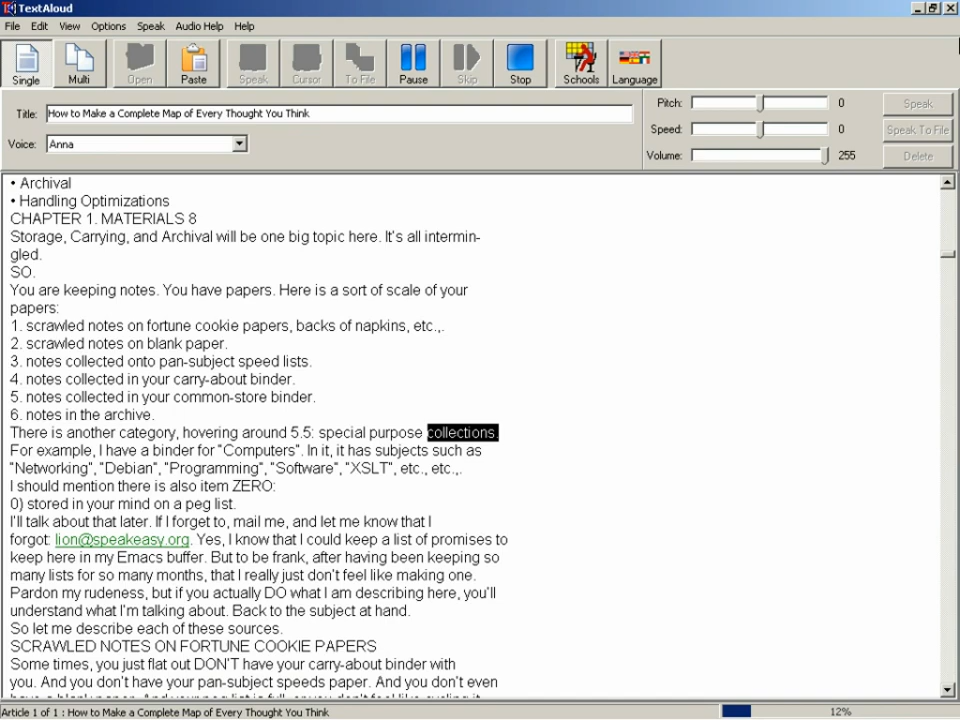 TextAloud
File Edit View Options Speak Audio Help Help
Single Multi Open Paste Speak Cursor To File Pause Skip Stop Schools Language
Title: How to Make a Complete Map of Every Thought You Think
Voice: Anna
Pitch: 0 Speak
Speed: 0 Speak To File
Volume: 255 Delete
• Archival
• Handling Optimizations
CHAPTER 1. MATERIALS 8
Storage, Carrying, and Archival will be one big topic here. It's all intermin-
gled.
SO.
You are keeping notes. You have papers. Here is a sort of scale of your
papers:
1. scrawled notes on fortune cookie papers, backs of napkins, etc.,.
2. scrawled notes on blank paper.
3. notes collected onto pan-subject speed lists.
4. notes collected in your carry-about binder.
5. notes collected in your common-store binder.
6. notes in the archive.
There is another category, hovering around 5.5: special purpose collections.
For example, I have a binder for "Computers". In it, it has subjects such as
"Networking", "Debian", "Programming", "Software", "XSLT", etc., etc.,.
I should mention there is also item ZERO:
0) stored in your mind on a peg list.
I'll talk about that later. If I forget to, mail me, and let me know that I
forgot: lion@speakeasy.org. Yes, I know that I could keep a list of promises to
keep here in my Emacs buffer. But to be frank, after having been keeping so
many lists for so many months, that I really just don't feel like making one.
Pardon my rudeness, but if you actually DO what I am describing here, you'll
understand what I'm talking about. Back to the subject at hand.
So let me describe each of these sources.
SCRAWLED NOTES ON FORTUNE COOKIE PAPERS
Some times, you just flat out DON'T have your carry-about binder with
you. And you don't have your pan-subject speeds paper. And you don't even
Article 1 of 1 : How to Make a Complete Map of Every Thought You Think 12%